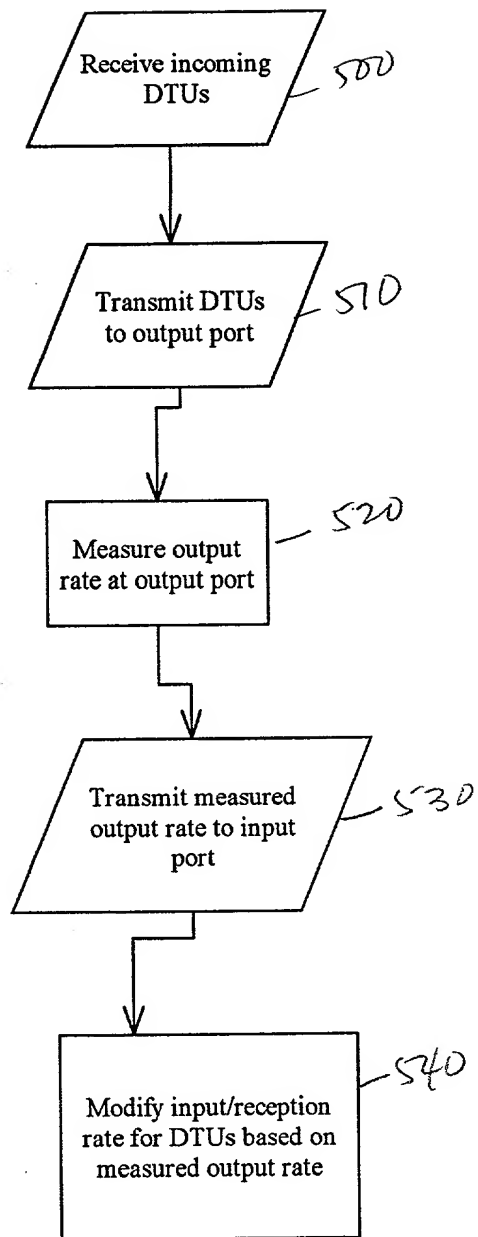 Receive incoming
DTUs
500
Transmit DTUs
to output port
510
Measure output
rate at output port
520
Transmit measured
output rate to input
port
530
Modify input/reception
rate for DTUs based on
measured output rate
540